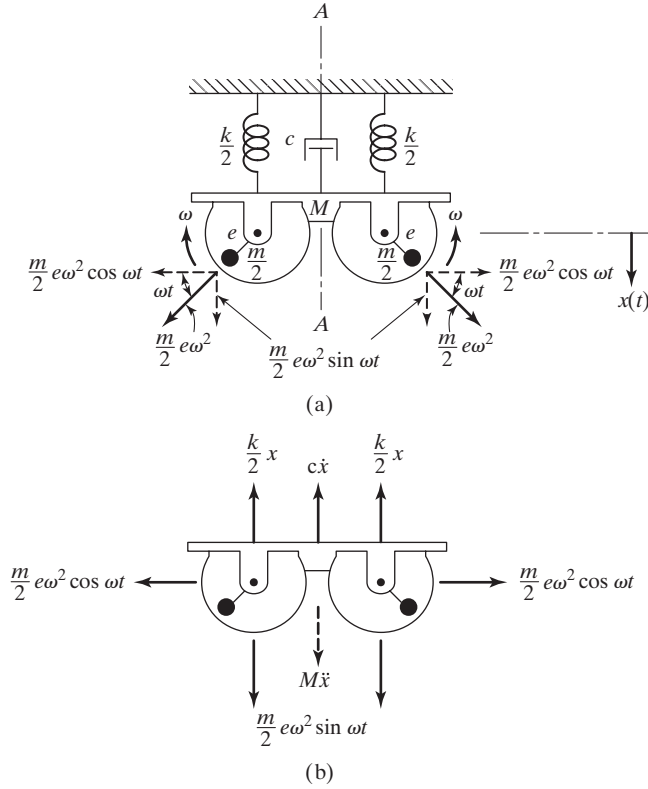 A
k/2
c
k/2
M
ω
e
e
ω
m/2
m/2
m/2 eω² cos ωt
ωt
ωt
m/2 eω² cos ωt
x(t)
A
m/2 eω²
m/2 eω² sin ωt
m/2 eω²
(a)
k/2 x
cẋ
k/2 x
m/2 eω² cos ωt
m/2 eω² cos ωt
Mẍ
m/2 eω² sin ωt
(b)